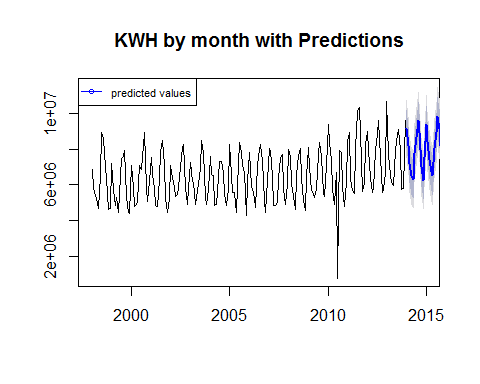 KWH by month with Predictions
predicted values
1e+07
6e+06
2e+06
2000
2005
2010
2015